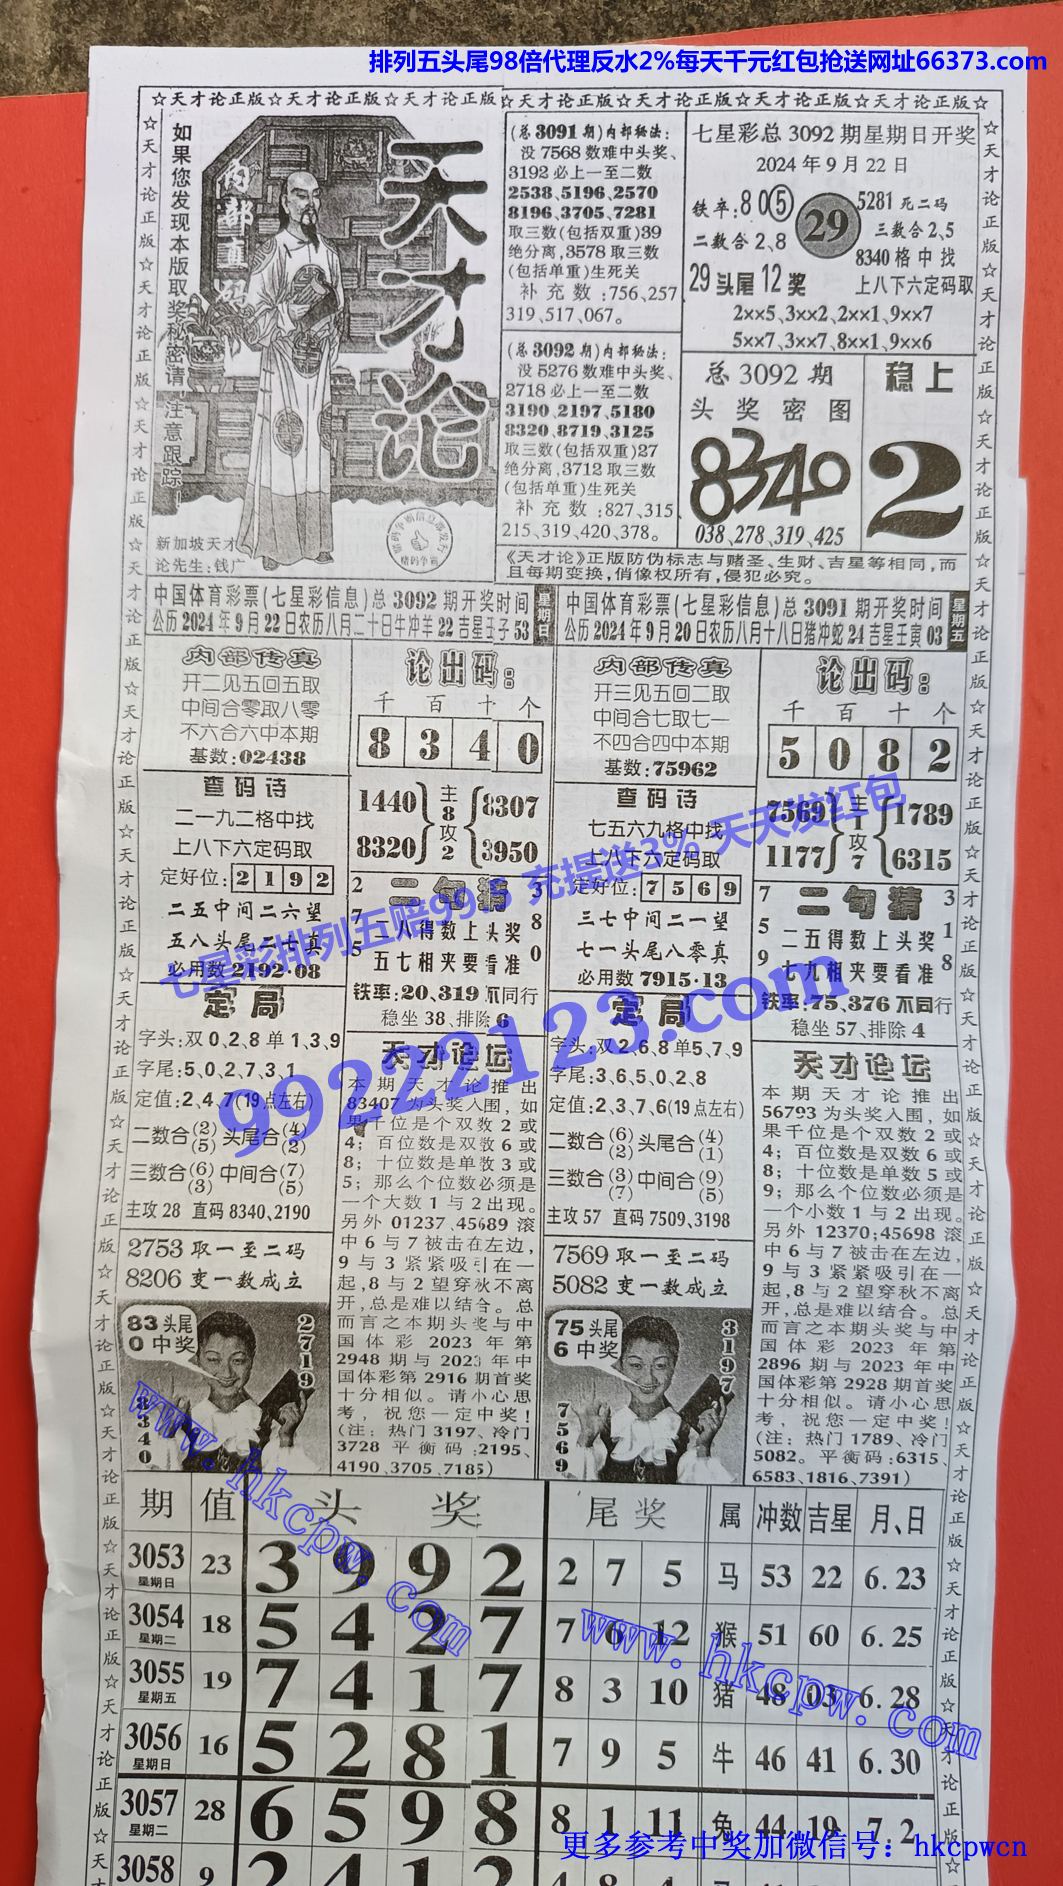 排列五头尾98倍代理反水2%每天千元红包抢送网址66373.com
☆天才论正版☆天才论正版☆天才论正版☆天才论正版☆天才论正版☆天才论正版☆天才论正版☆
如果您发现本版取奖秘密请注意跟踪!
内部直码
天才论
新加坡天才
论先生:钱广
(总3091期)内部秘法:
没7568数难中头奖、
3192必上一至二数
2538、5196、2570
8196、3705、7281
取三数(包括双重)39
绝分离,3578取三数
(包括单重)生死关
补充数:756、257
319、517、067。
(总3092期)内部秘法:
没5276数难中头奖、
2718必上一至二数
3190、2197、5180
8320、8719、3125
取三数(包括双重)27
绝分离,3712取三数
(包括单重)生死关
补充数:827、315
215、319、420、378。
七星彩总3092期星期日开奖
2024年9月22日
铁卒:80⑤
二数合2、8
29
5281死二码
三数合2、5
8340格中找
29头尾12奖
上八下六定码取
2××5、3××2、2××1、9××7
5××7、3××7、8××1、9××6
总3092期
头奖密图
8340
038、278、319、425
稳上
2
《天才论》正版防伪标志与赌圣、生财、吉星等相同,而
且每期变换,俏像权所有,侵犯必究。
中国体育彩票(七星彩信息)总3092期开奖时间
公历2024年9月22日农历八月二十日牛冲羊22吉星壬子53
星期日
中国体育彩票(七星彩信息)总3091期开奖时间
公历2024年9月20日农历八月十八日猪冲蛇24吉星壬寅03
星期五
内部传真
开二见五回五取
中间合零取八零
不六合六中本期
基数:02438
查码诗
二一九二格中找
上八下六定码取
定好位:2192
二五中间二六望
五八头尾二七真
必用数2192·08
定局
字头:双0、2、8单1、3、9
字尾:5、0、2、7、3、1
定值:2、4、7(19点左右)
二数合(2)(5)头尾合(4)(2)
三数合(6)(3)中间合(7)(5)
主攻28 直码8340、2190
2753取一至二码
8206变一数成立
83头尾
0中奖
2719
8340
论出码:
千 百 十 个
8 3 4 0
1440
8320
主8攻2
8307
3950
二句猜
275
380
一八得数上头奖
五七相夹要看准
铁率:20、319不同行
稳坐38、排除6
天才论坛
本期天才论推出
83407为头奖入围,如
果千位是个双数2或
4;百位数是双数6或
8;十位数是单数3或
5;那么个位数必须是
一个大数1与2出现。
另外01237、45689滚
中6与7被击在左边,
9与3紧紧吸引在一
起,8与2望穿秋不离
开,总是难以结合。总
而言之本期头奖与中
国体彩2023年第
2948期与2023年中
国体彩第2916期首奖
十分相似。请小心思
考,祝您一定中奖!
(注:热门3197、冷门
3728平衡码:2195、
4190、3705、7185)
内部传真
开三见五回二取
中间合七取七一
不四合四中本期
基数:75962
查码诗
七五六九格中找
上八下六定码取
定好位:7569
三七中间二一望
七一头尾八零真
必用数7915·13
定局
字头:双2、6、8单5、7、9
字尾:3、6、5、0、2、8
定值:2、3、7、6(19点左右)
二数合(6)(2)头尾合(4)(1)
三数合(3)(7)中间合(9)(5)
主攻57 直码7509、3198
7569取一至二码
5082变一数成立
75头尾
6中奖
3197
7569
论出码:
千 百 十 个
5 0 8 2
7569
1177
主1攻7
1789
6315
二句猜
759
318
二五得数上头奖
七九相夹要看准
铁率:75、376不同行
稳坐57、排除4
天才论坛
本期天才论推出
56793为头奖入围,如
果千位是个双数2或
4;百位数是双数6或
8;十位数是单数5或
9;那么个位数必须是
一个小数1与2出现。
另外12370;45698滚
中6与7被击在左边,
9与3紧紧吸引在一
起,8与2望穿秋不离
开,总是难以结合。总
而言之本期头奖与中
国体彩2023年第
2896期与2023年中
国体彩第2928期首奖
十分相似。请小心思
考,祝您一定中奖!
(注:热门1789、冷门
5082。平衡码:6315、
6583、1816、7391)
期 值 头奖 尾奖 属 冲数 吉星 月、日
3053 星期日 23 3 9 9 2 2 7 5 马 53 22 6.23
3054 星期二 18 5 4 2 7 7 6 12 猴 51 60 6.25
3055 星期五 19 7 4 1 7 8 3 10 猪 48 03 6.28
3056 星期日 16 5 2 8 1 7 9 5 牛 46 41 6.30
3057 星期二 28 6 5 9 8 8 1 11 兔 44 19 7.2
3058 9 2 4 1 2
七星彩排列五赔99.5 充提送3% 天天发红包
99222123.com
www.hkcpw.com
www.hkcpw.com
更多参考中奖加微信号:hkcpwcn